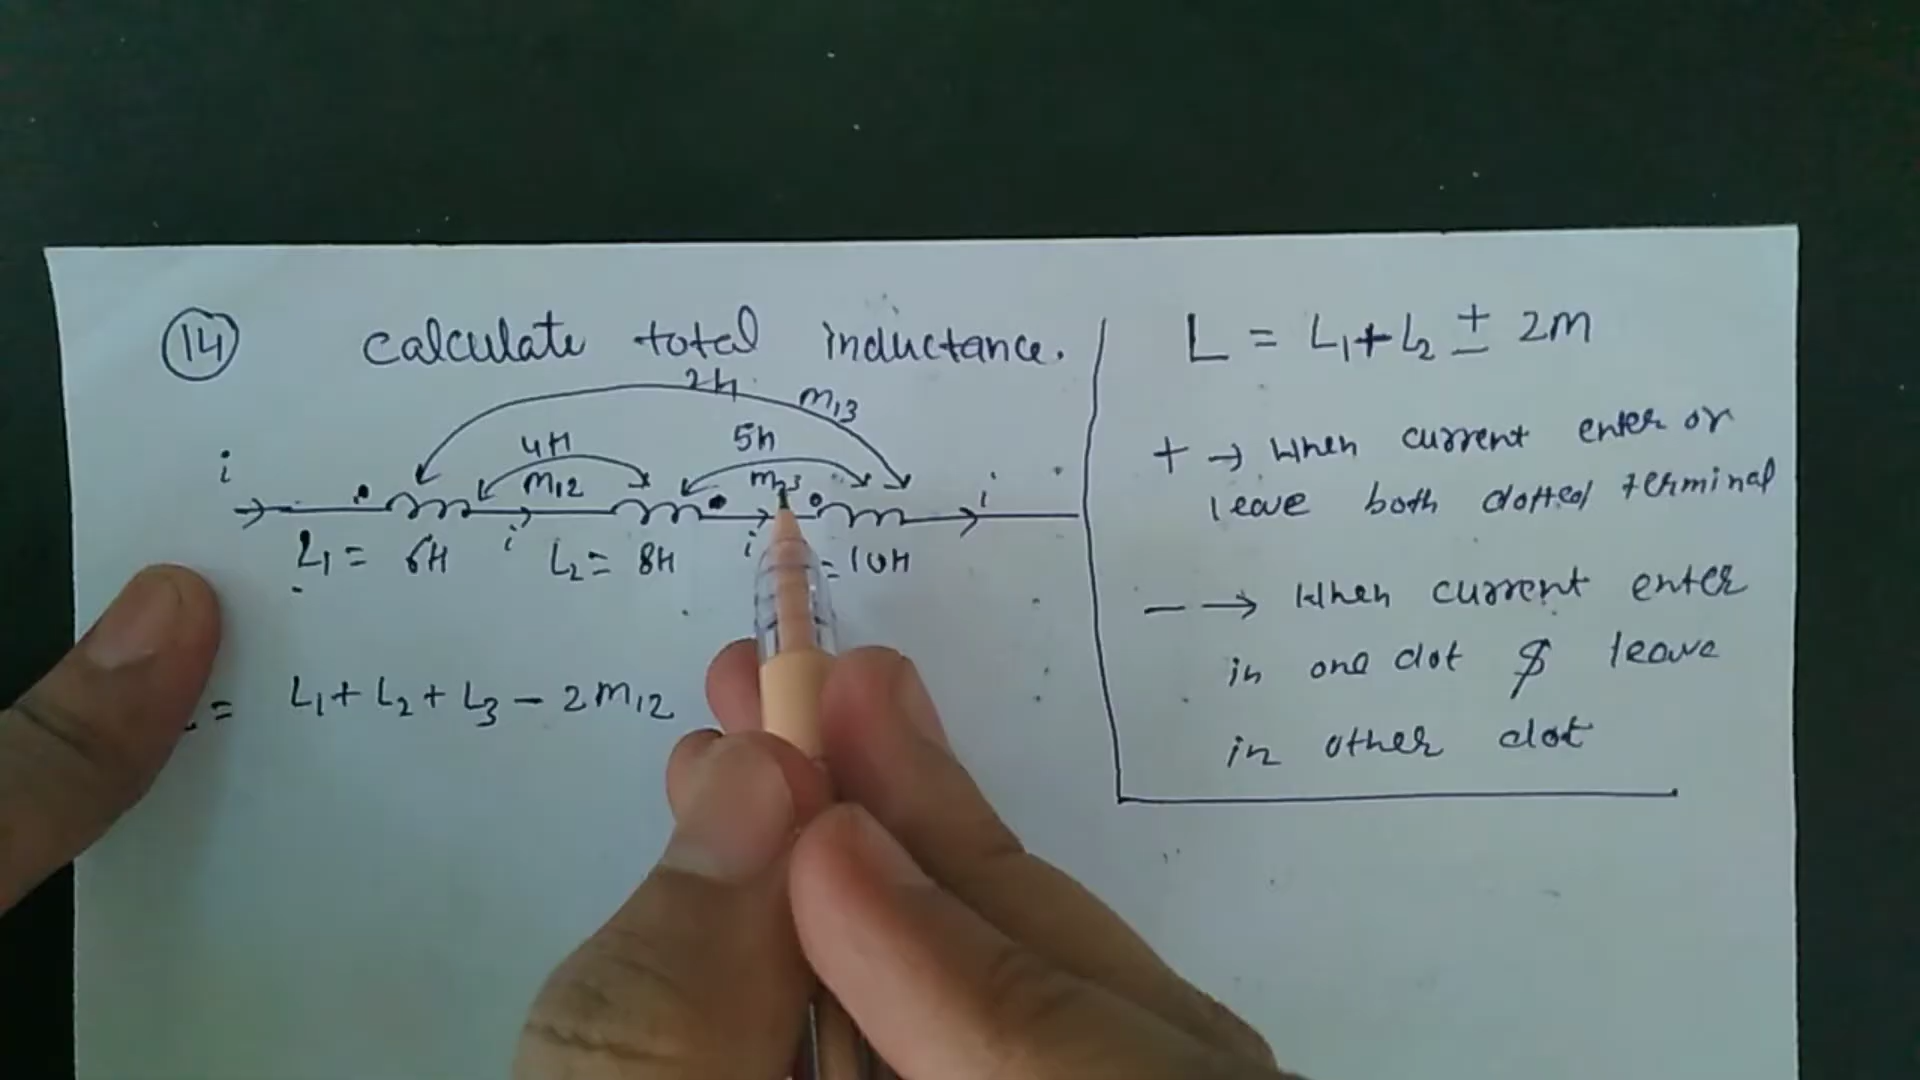 14 calculate total inductance.
2h
m13
4H 5h
i m12 i
L1 = 6H i L2 = 8H i = 10H
= L1 + L2 + L3 - 2m12
L = L1 + L2 ± 2m
+ → When current enter or
leave both dotted terminal
- → When current enter
in one dot $ leave
in other dot